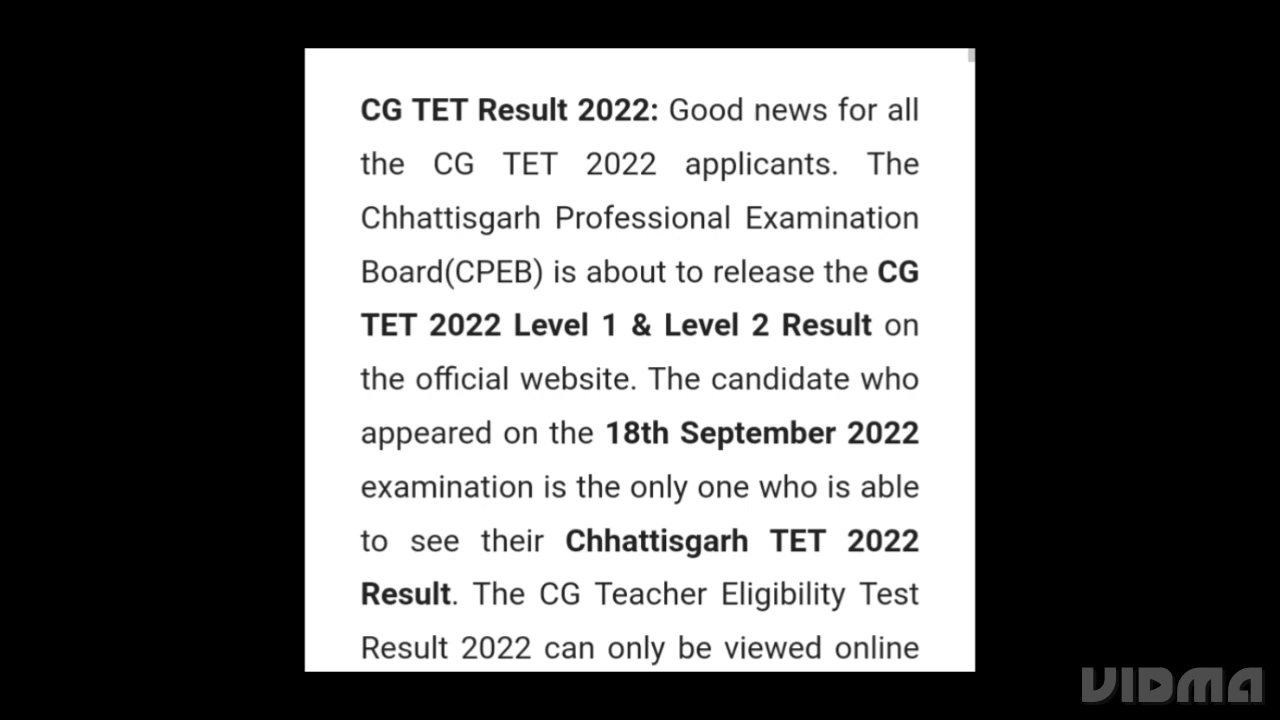 CG TET Result 2022: Good news for all
the CG TET 2022 applicants. The
Chhattisgarh Professional Examination
Board(CPEB) is about to release the CG
TET 2022 Level 1 & Level 2 Result on
the official website. The candidate who
appeared on the 18th September 2022
examination is the only one who is able
to see their Chhattisgarh TET 2022
Result. The CG Teacher Eligibility Test
Result 2022 can only be viewed online
VIDMA